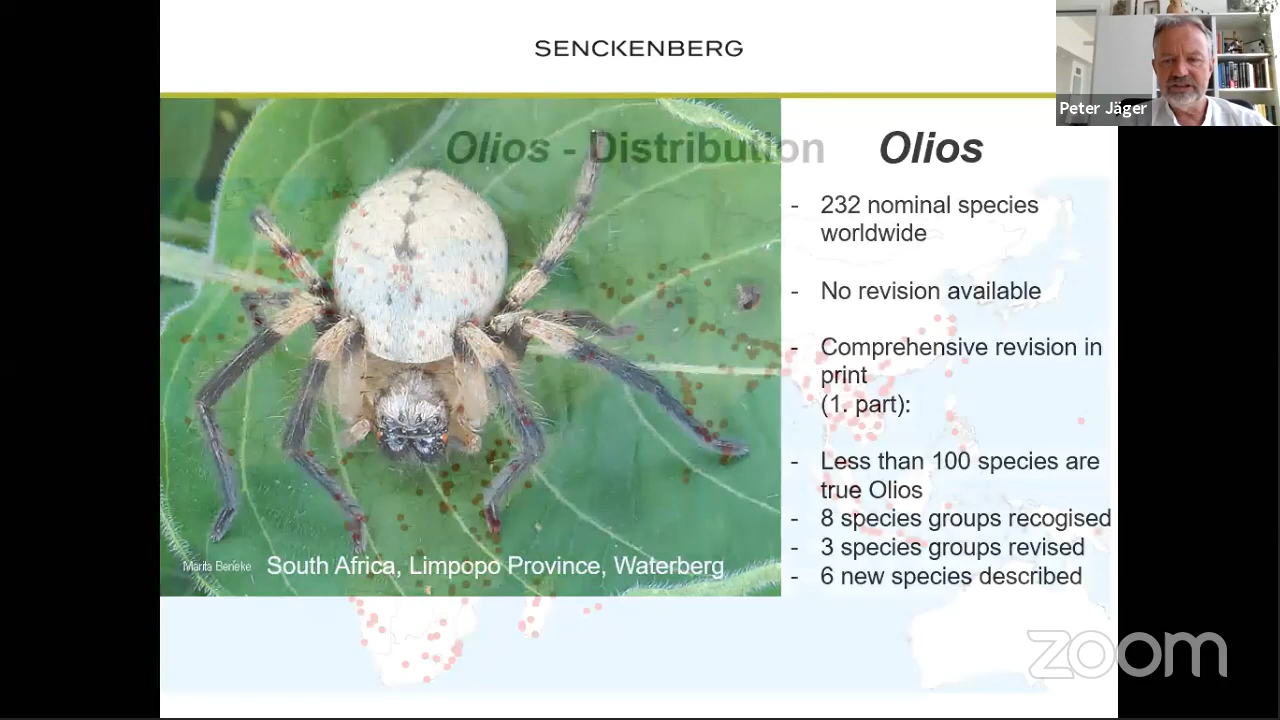 SENCKENBERG
Peter Jäger
Olios - Distribution
Olios
- 232 nominal species
worldwide
- No revision available
- Comprehensive revision in
print
(1. part):
- Less than 100 species are
true Olios
- 8 species groups recogised
- 3 species groups revised
- 6 new species described
Marita Beneke
South Africa, Limpopo Province, Waterberg
zoom